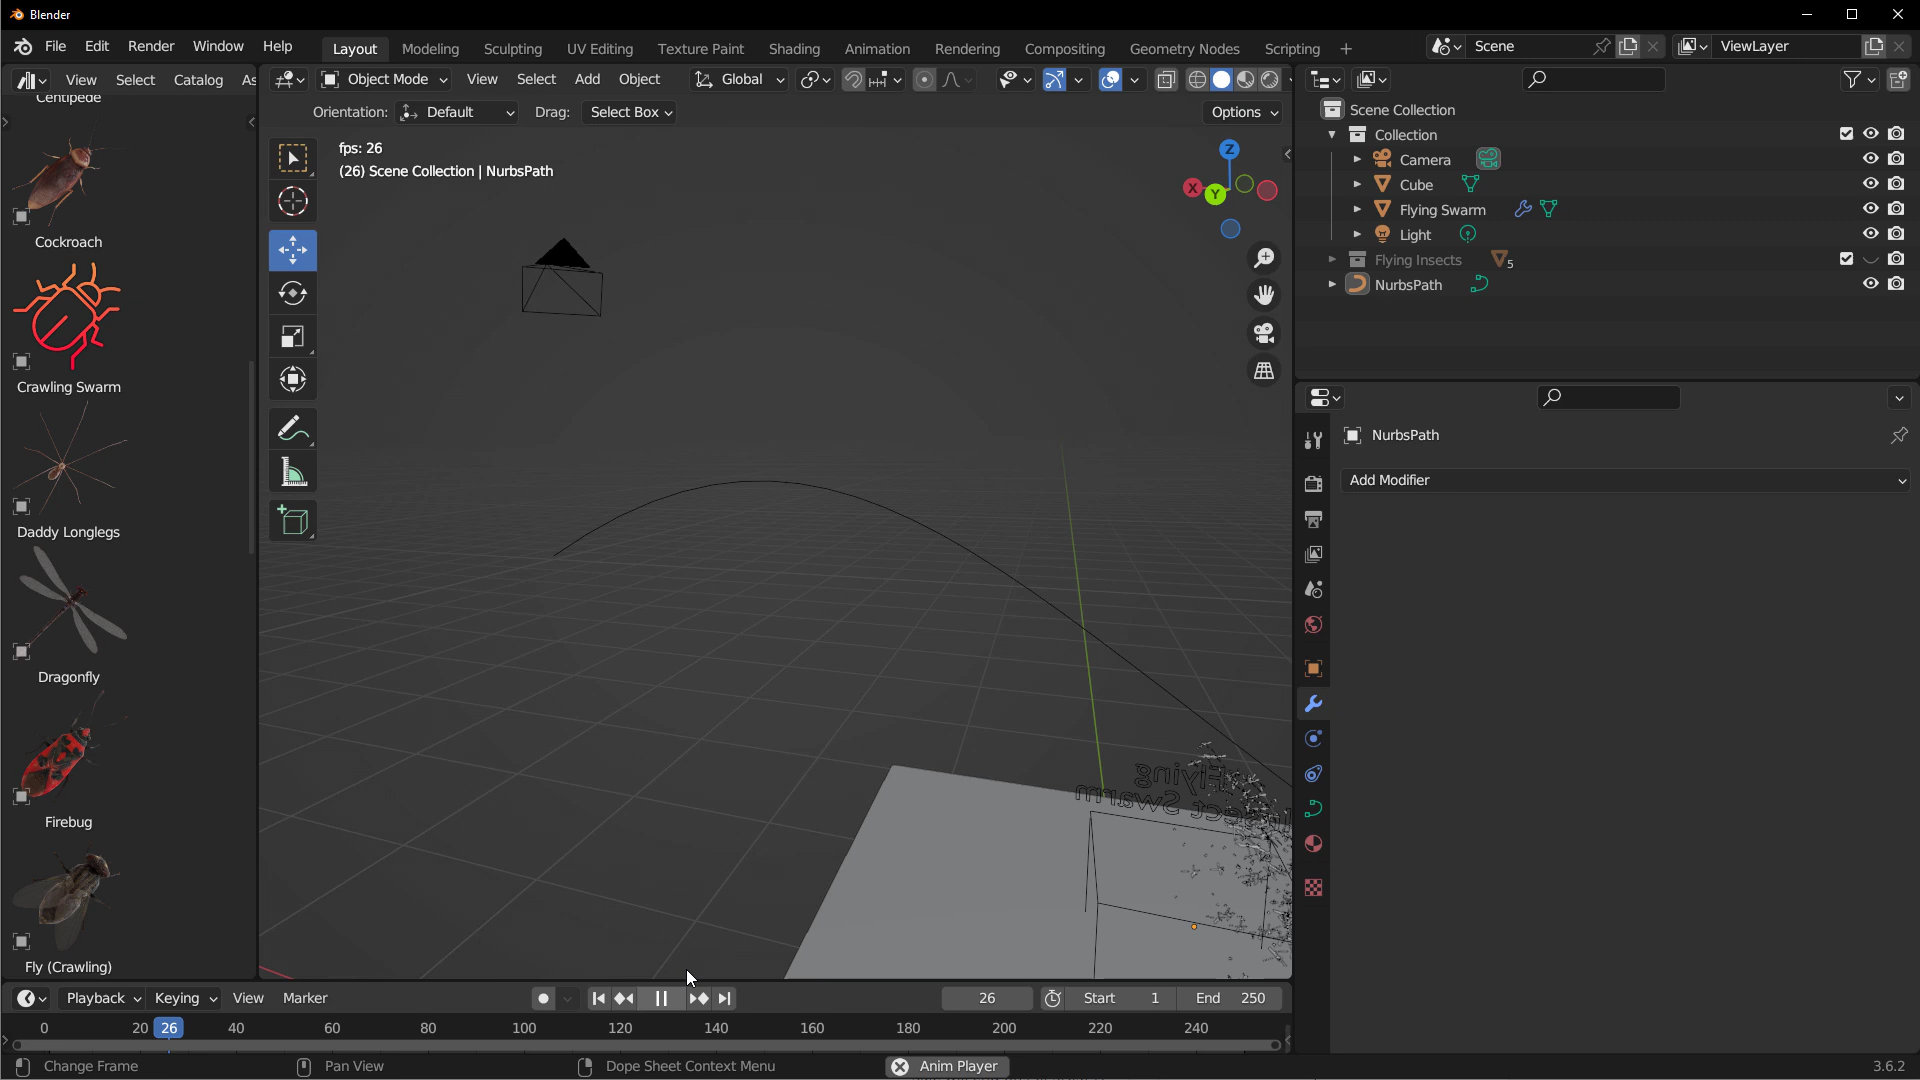 Blender
File Edit Render Window Help
Layout Modeling Sculpting UV Editing Texture Paint Shading Animation Rendering Compositing Geometry Nodes Scripting +
Scene
ViewLayer
View Select Catalog As
Object Mode View Select Add Object Global
Orientation: Default Drag: Select Box Options
Centipede
Cockroach
Crawling Swarm
Daddy Longlegs
Dragonfly
Firebug
Fly (Crawling)
fps: 26
(26) Scene Collection | NurbsPath
Z
X
Y
Flying
Insect Swarm
Scene Collection
Collection
Camera
Cube
Flying Swarm
Light
Flying Insects 5
NurbsPath
NurbsPath
Add Modifier
Playback Keying View Marker 26 Start 1 End 250
0 20 26 40 60 80 100 120 140 160 180 200 220 240
Change Frame Pan View Dope Sheet Context Menu Anim Player 3.6.2